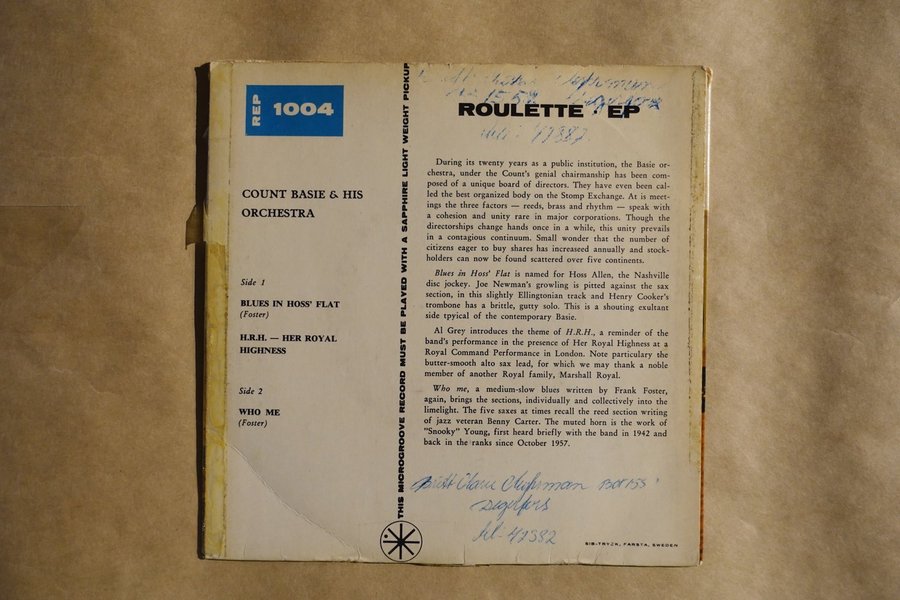 REP 1004
COUNT BASIE & HIS
ORCHESTRA
Side 1
BLUES IN HOSS' FLAT
(Foster)
H.R.H. — HER ROYAL
HIGHNESS
Side 2
WHO ME
(Foster)
THIS MICROGROOVE RECORD MUST BE PLAYED WITH A SAPPHIRE LIGHT WEIGHT PICKUP
ROULETTE EP
During its twenty years as a public institution, the Basie or-
chestra, under the Count's genial chairmanship has been com-
posed of a unique board of directors. They have even been cal-
led the best organized body on the Stomp Exchange. At is meet-
ings the three factors — reeds, brass and rhythm — speak with
a cohesion and unity rare in major corporations. Though the
directorships change hands once in a while, this unity prevails
in a contagious continuum. Small wonder that the number of
citizens eager to buy shares has increaseed annually and stock-
holders can now be found scattered over five continents.
Blues in Hoss' Flat is named for Hoss Allen, the Nashville
disc jockey. Joe Newman's growling is pitted against the sax
section, in this slightly Ellingtonian track and Henry Cooker's
trombone has a brittle, gutty solo. This is a shouting exultant
side tpyical of the contemporary Basie.
Al Grey introduces the theme of H.R.H., a reminder of the
band's performance in the presence of Her Royal Highness at a
Royal Command Performance in London. Note particulary the
butter-smooth alto sax lead, for which we may thank a noble
member of another Royal family, Marshall Royal.
Who me, a medium-slow blues written by Frank Foster,
again, brings the sections, individually and collectively into the
limelight. The five saxes at times recall the reed section writing
of jazz veteran Benny Carter. The muted horn is the work of
"Snooky" Young, first heard briefly with the band in 1942 and
back in the ranks since October 1957.
tel: 47382
SIB-TRYCK, FARSTA, SWEDEN